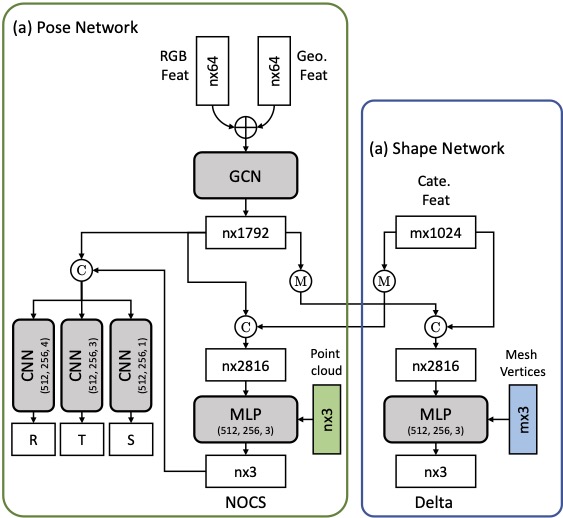 (a) Pose Network
RGB
Feat
nx64
nx64
Geo.
Feat
GCN
nx1792
C
M
C
CNN
(512, 256, 4)
CNN
(512, 256, 3)
CNN
(512, 256, 1)
R
T
S
nx2816
Point
cloud
MLP
(512, 256, 3)
nx3
nx3
NOCS
(a) Shape Network
Cate.
Feat
mx1024
M
C
nx2816
Mesh
Vertices
MLP
(512, 256, 3)
mx3
nx3
Delta